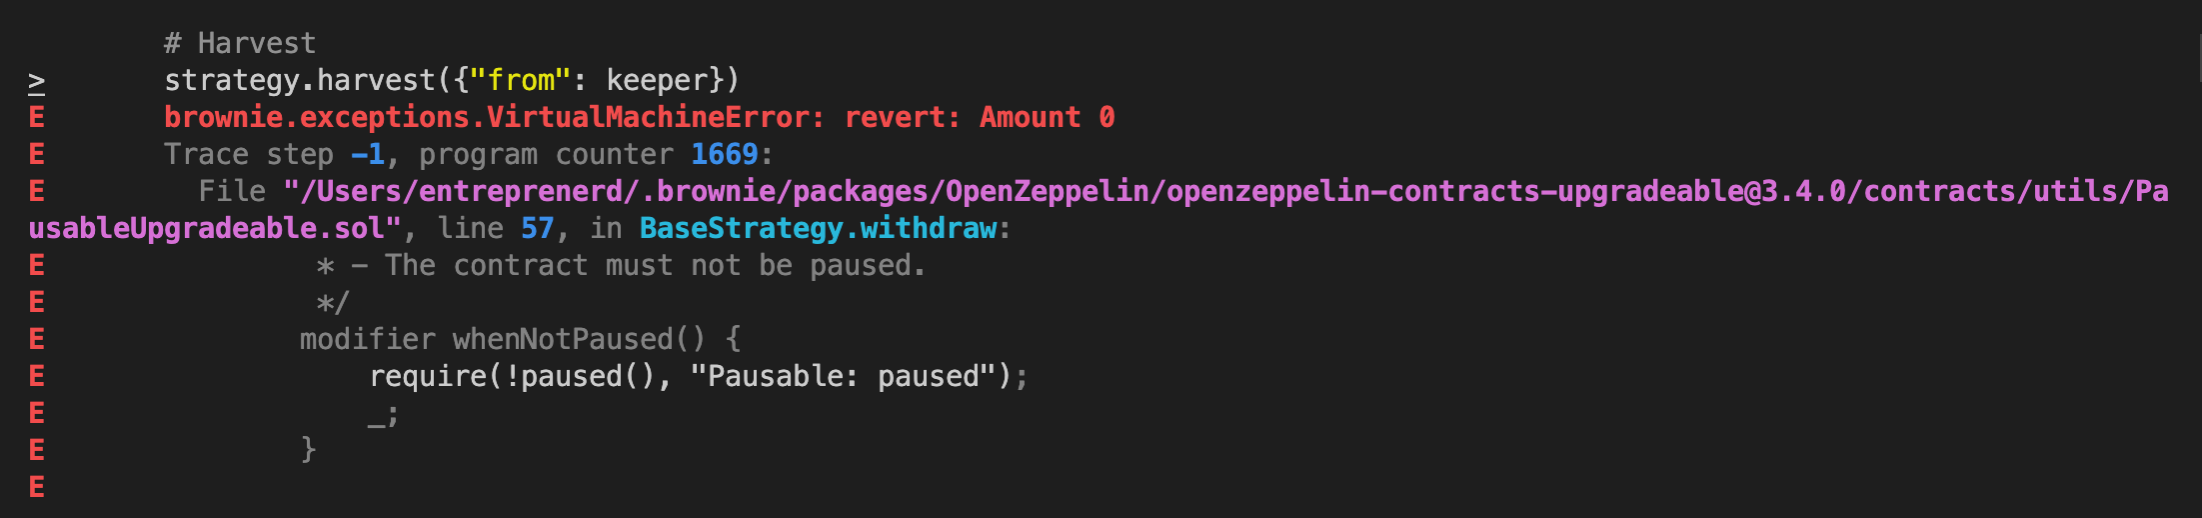 # Harvest
> strategy.harvest({"from": keeper})
E brownie.exceptions.VirtualMachineError: revert: Amount 0
E Trace step -1, program counter 1669:
E File "/Users/entreprenerd/.brownie/packages/OpenZeppelin/openzeppelin-contracts-upgradeable@3.4.0/contracts/utils/Pa
usableUpgradeable.sol", line 57, in BaseStrategy.withdraw:
E * - The contract must not be paused.
E */
E modifier whenNotPaused() {
E require(!paused(), "Pausable: paused");
E _;
E }
E